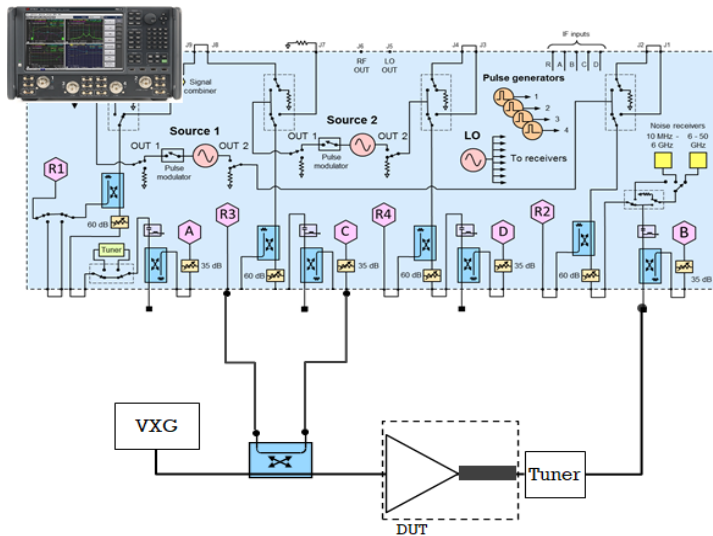 J9
J8
J7
J6
J5
J4
J3
IF inputs
J2
J1
RF
OUT
LO
OUT
R
A
B
C
D
Signal
combiner
Pulse generators
1
2
3
4
Source 1
Source 2
OUT 1
OUT 2
OUT 1
OUT 2
Pulse
modulator
Pulse
modulator
LO
To receivers
Noise receivers
10 MHz -
6 GHz
6 - 50
GHz
R1
A
R3
C
R4
D
R2
B
60 dB
Tuner
35 dB
60 dB
35 dB
60 dB
35 dB
60 dB
35 dB
VXG
Tuner
DUT